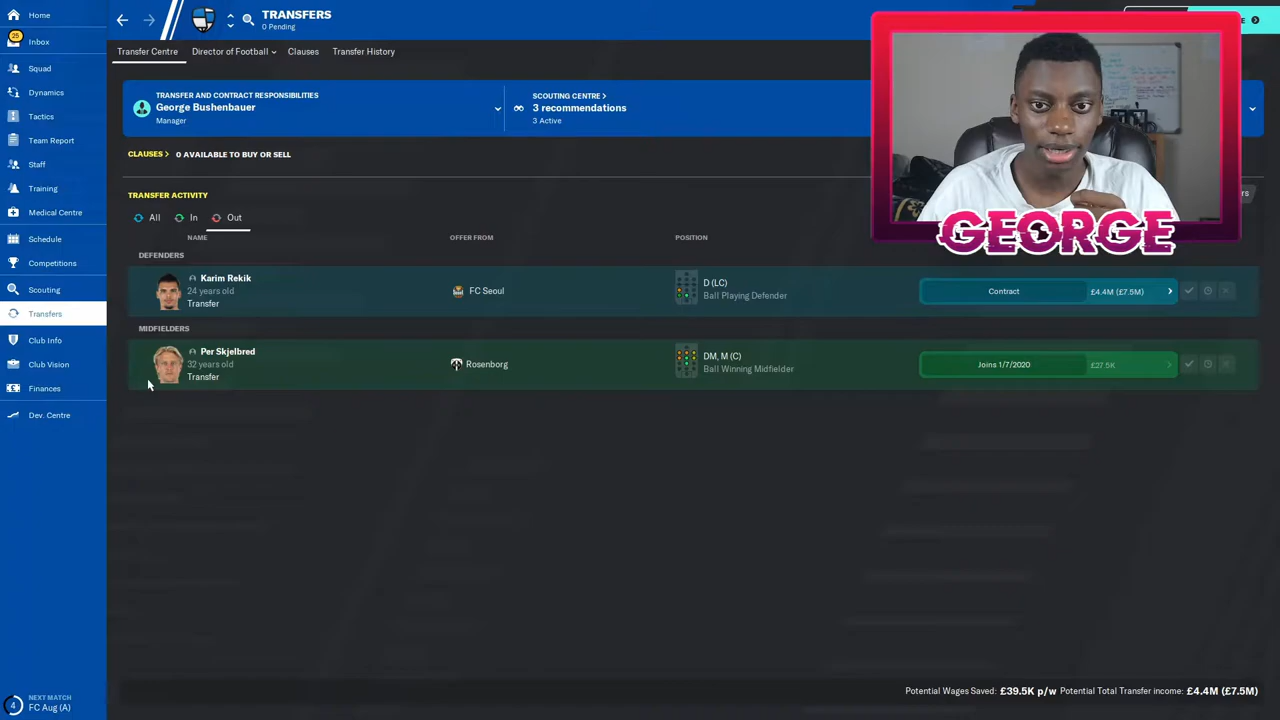 Home
TRANSFERS
0 Pending
25
Inbox
Squad
Dynamics
Tactics
Team Report
Staff
Training
Medical Centre
Schedule
Competitions
Scouting
Transfers
Club Info
Club Vision
Finances
Dev. Centre
4
NEXT MATCH
FC Aug (A)
Transfer Centre
Director of Football
Clauses
Transfer History
TRANSFER AND CONTRACT RESPONSIBILITIES
George Bushenbauer
Manager
SCOUTING CENTRE >
3 recommendations
3 Active
CLAUSES > 0 AVAILABLE TO BUY OR SELL
TRANSFER ACTIVITY
All
In
Out
NAME
OFFER FROM
POSITION
DEFENDERS
Karim Rekik
24 years old
Transfer
FC Seoul
D (LC)
Ball Playing Defender
Contract
£4.4M (£7.5M)
MIDFIELDERS
Per Skjelbred
32 years old
Transfer
Rosenborg
DM, M (C)
Ball Winning Midfielder
Joins 1/7/2020
£27.5K
Potential Wages Saved: £39.5K p/w Potential Total Transfer income: £4.4M (£7.5M)
GEORGE